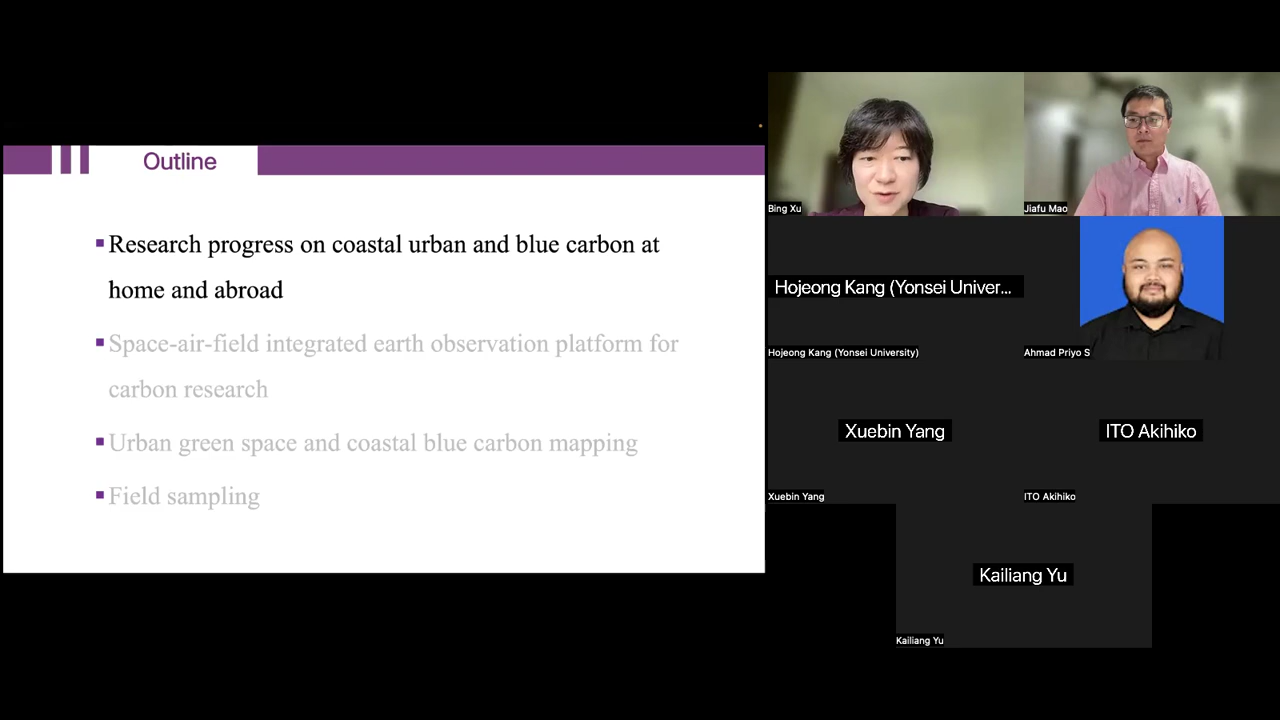 Outline
Research progress on coastal urban and blue carbon at
home and abroad
Space-air-field integrated earth observation platform for
carbon research
Urban green space and coastal blue carbon mapping
Field sampling
Bing Xu
Jiafu Mao
Hojeong Kang (Yonsei Univer...
Hojeong Kang (Yonsei University)
Ahmad Priyo S
Xuebin Yang
ITO Akihiko
Xuebin Yang
ITO Akihiko
Kailiang Yu
Kailiang Yu